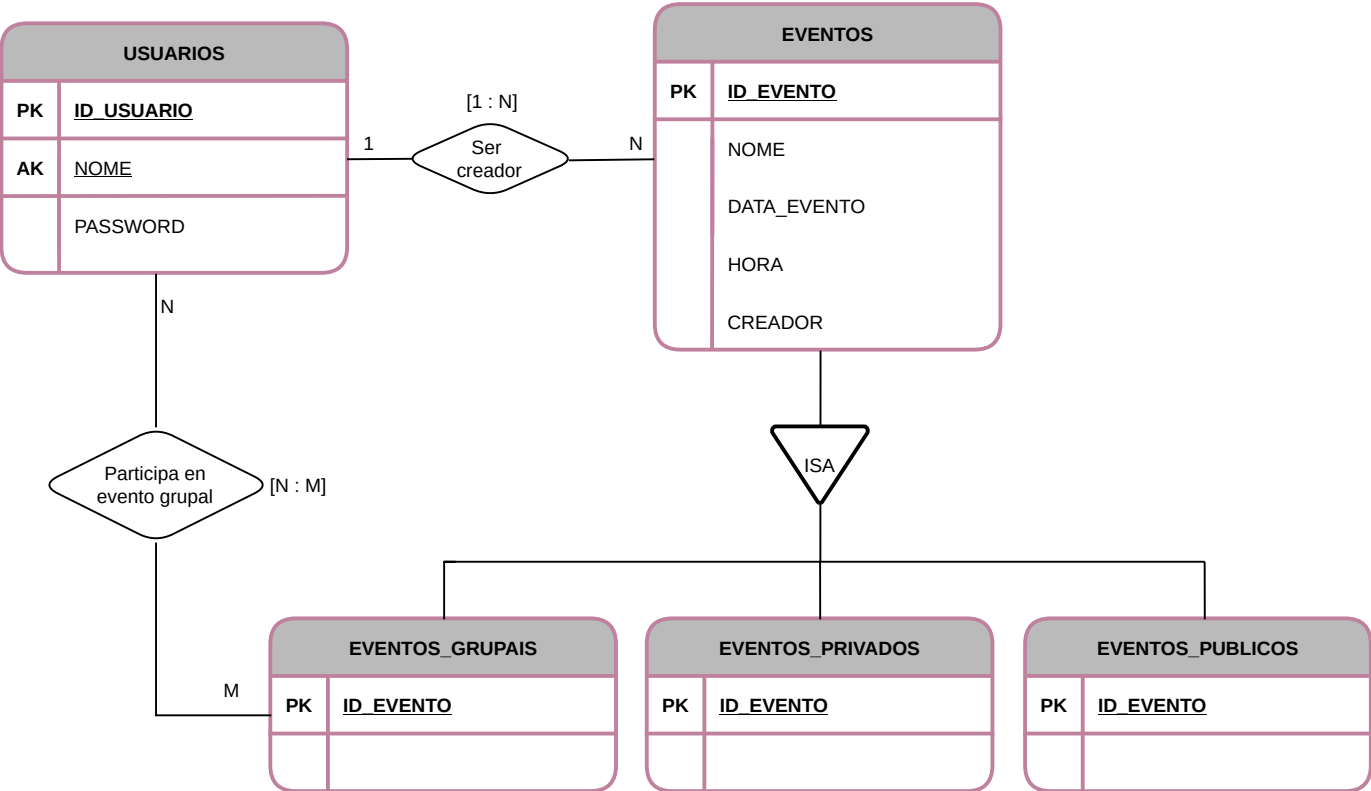 USUARIOS
PK ID_USUARIO
AK NOME
PASSWORD
1
[1 : N]
Ser
creador
N
EVENTOS
PK ID_EVENTO
NOME
DATA_EVENTO
HORA
CREADOR
N
Participa en
evento grupal
[N : M]
M
ISA
EVENTOS_GRUPAIS
PK ID_EVENTO
EVENTOS_PRIVADOS
PK ID_EVENTO
EVENTOS_PUBLICOS
PK ID_EVENTO